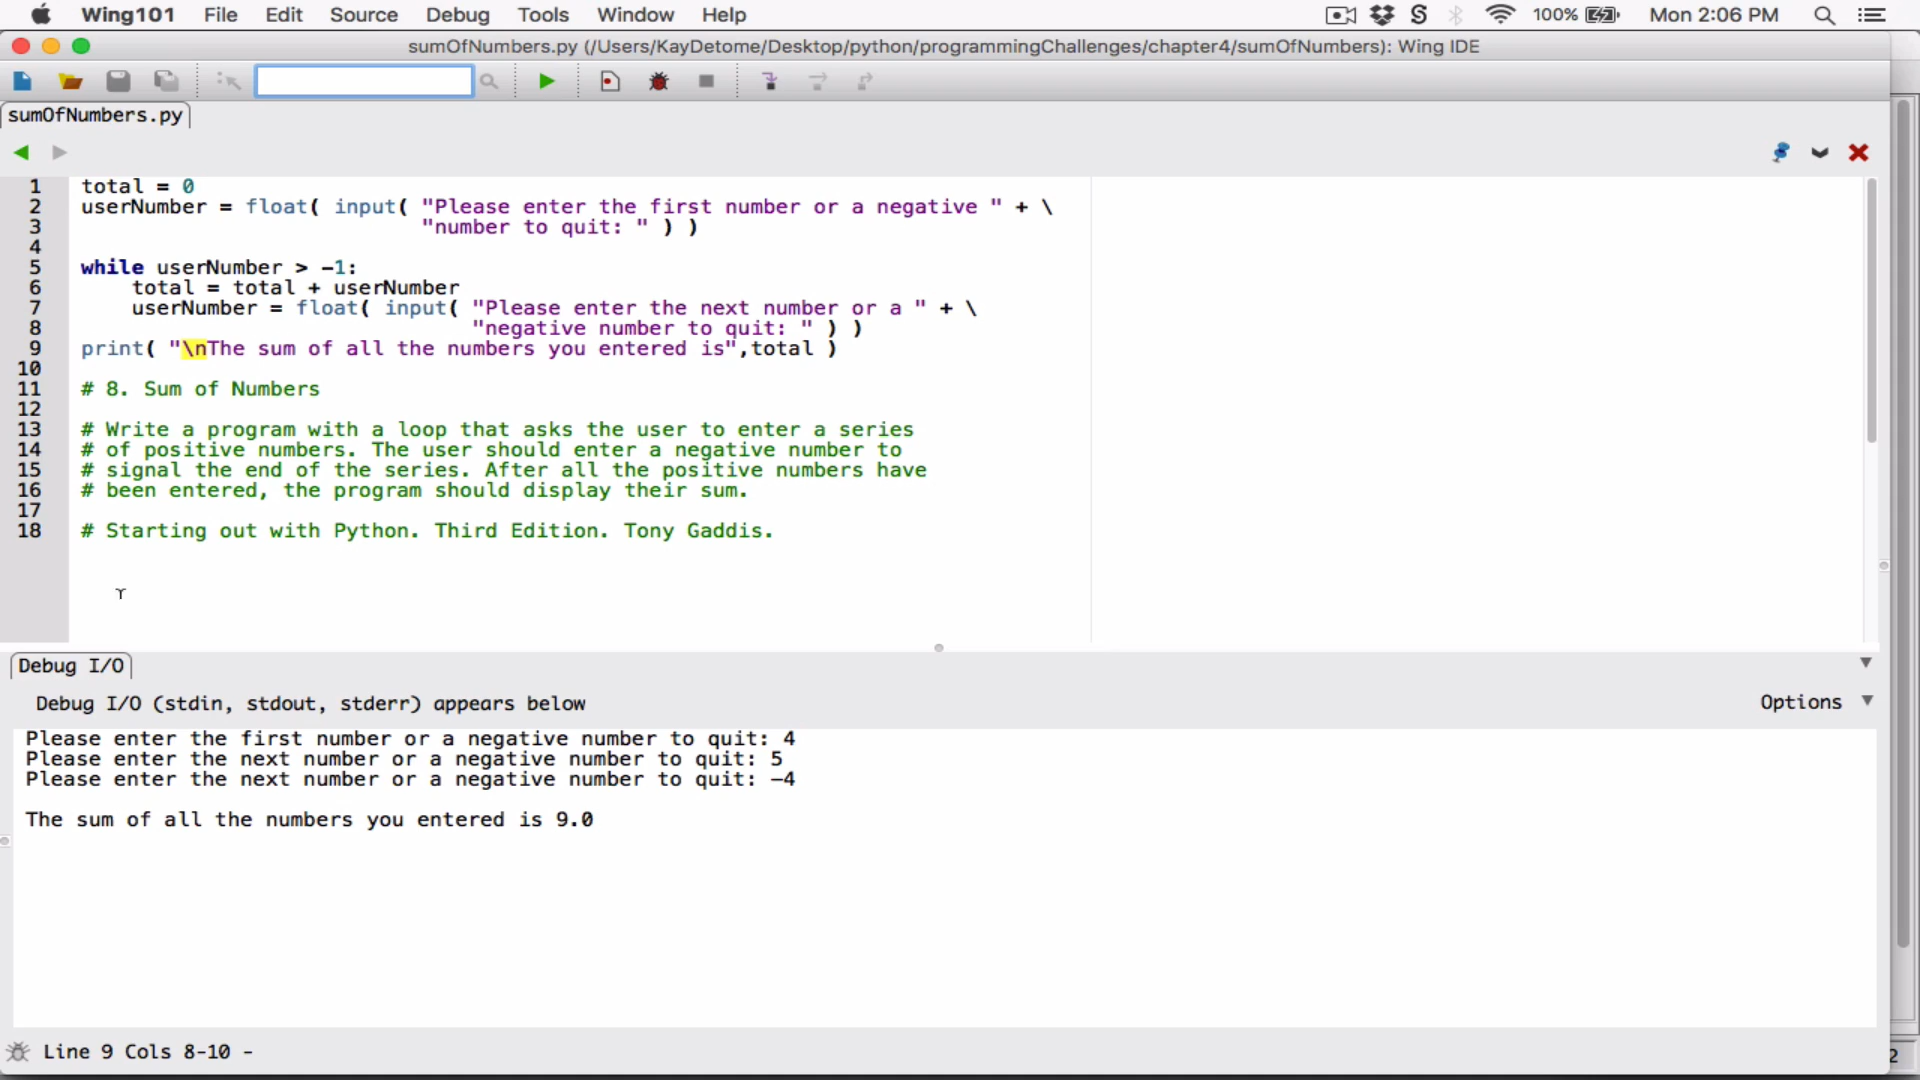 Wing101 File Edit Source Debug Tools Window Help 100% Mon 2:06 PM
sumOfNumbers.py (/Users/KayDetome/Desktop/python/programmingChallenges/chapter4/sumOfNumbers): Wing IDE
sumOfNumbers.py
1 total = 0
2 userNumber = float( input( "Please enter the first number or a negative " + \
3 "number to quit: " ) )
4
5 while userNumber > -1:
6 total = total + userNumber
7 userNumber = float( input( "Please enter the next number or a " + \
8 "negative number to quit: " ) )
9 print( "\nThe sum of all the numbers you entered is",total )
10
11 # 8. Sum of Numbers
12
13 # Write a program with a loop that asks the user to enter a series
14 # of positive numbers. The user should enter a negative number to
15 # signal the end of the series. After all the positive numbers have
16 # been entered, the program should display their sum.
17
18 # Starting out with Python. Third Edition. Tony Gaddis.
Debug I/O
Debug I/O (stdin, stdout, stderr) appears below Options
Please enter the first number or a negative number to quit: 4
Please enter the next number or a negative number to quit: 5
Please enter the next number or a negative number to quit: -4
The sum of all the numbers you entered is 9.0
Line 9 Cols 8-10 -
2